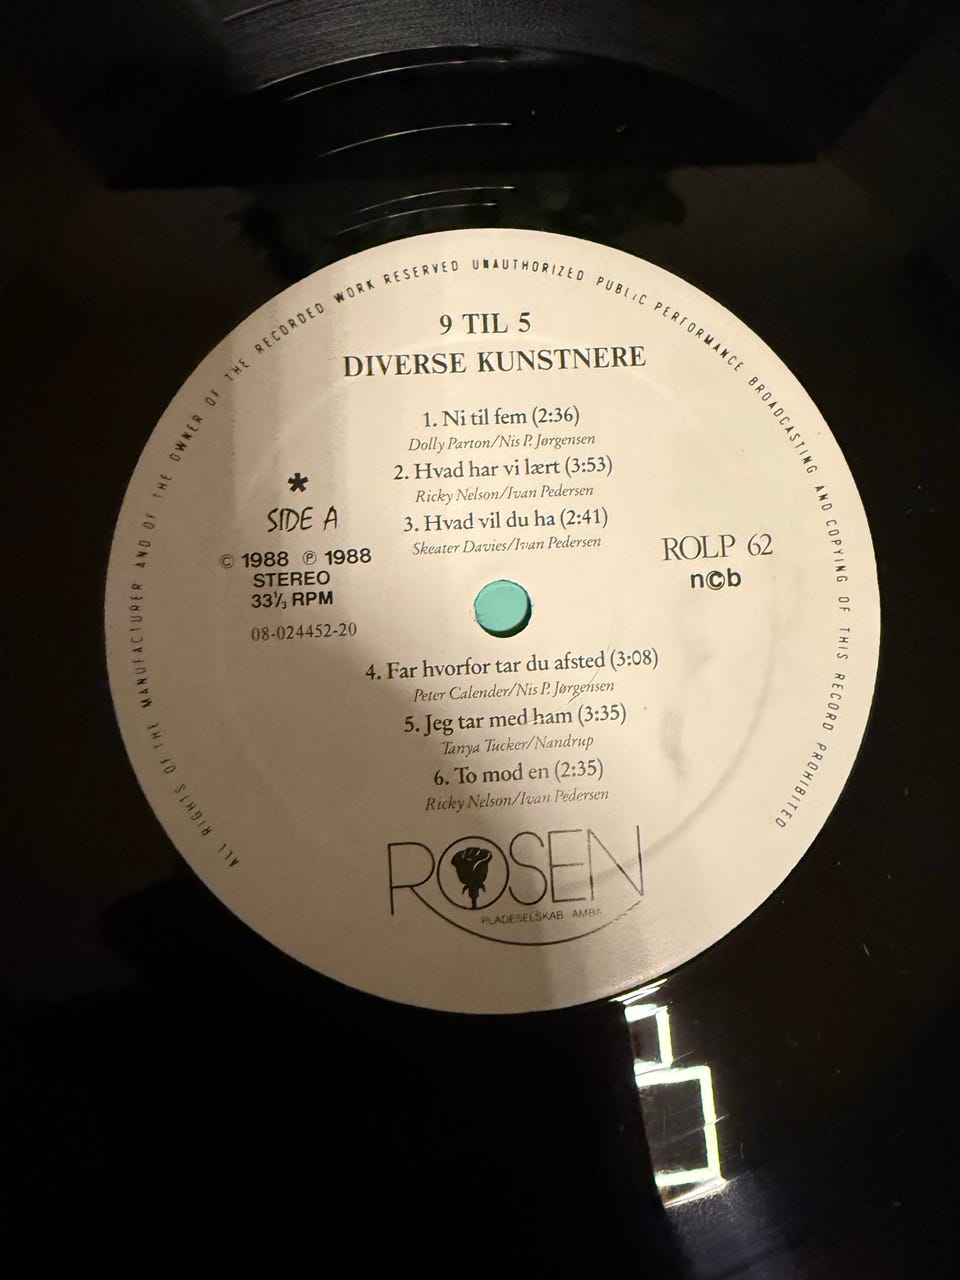 ALL RIGHTS OF THE MANUFACTURER AND OF THE OWNER OF THE RECORDED WORK RESERVED UNAUTHORIZED PUBLIC PERFORMANCE BROADCASTING AND COPYING OF THIS RECORD PROHIBITED
9 TIL 5
DIVERSE KUNSTNERE
1. Ni til fem (2:36)
Dolly Parton/Nis P. Jørgensen
2. Hvad har vi lært (3:53)
Ricky Nelson/Ivan Pedersen
3. Hvad vil du ha (2:41)
Skeater Davies/Ivan Pedersen
*
SIDE A
© 1988 ℗ 1988
STEREO
33⅓ RPM
08-024452-20
ROLP 62
n©b
4. Far hvorfor tar du afsted (3:08)
Peter Calender/Nis P. Jørgensen
5. Jeg tar med ham (3:35)
Tanya Tucker/Nandrup
6. To mod en (2:35)
Ricky Nelson/Ivan Pedersen
ROSEN
PLADESELSKAB AMBA